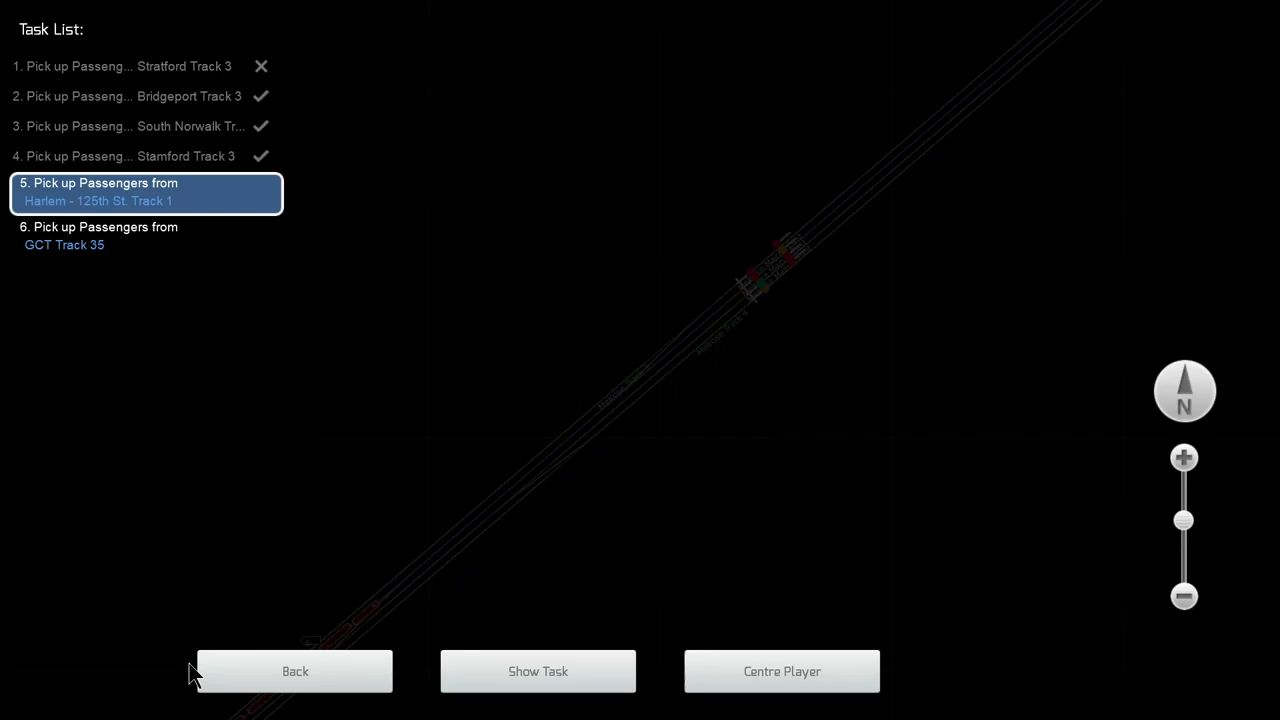 Task List:
1. Pick up Passeng... Stratford Track 3
2. Pick up Passeng... Bridgeport Track 3
3. Pick up Passeng... South Norwalk Tr...
4. Pick up Passeng... Stamford Track 3
5. Pick up Passengers from
Harlem - 125th St. Track 1
6. Pick up Passengers from
GCT Track 35
N
Back
Show Task
Centre Player